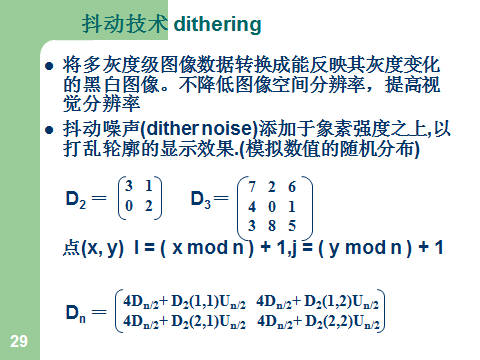 抖动技术 dithering
将多灰度级图像数据转换成能反映其灰度变化
的黑白图像。不降低图像空间分辨率，提高视
觉分辨率
抖动噪声(dither noise)添加于象素强度之上,以
打乱轮廓的显示效果.(模拟数值的随机分布)
D2 ＝ 3 1 D3＝ 7 2 6
0 2 4 0 1
3 8 5
点(x, y) I = ( x mod n ) + 1,j = ( y mod n ) + 1
Dn ＝ 4Dn/2+ D2(1,1)Un/2 4Dn/2+ D2(1,2)Un/2
4Dn/2+ D2(2,1)Un/2 4Dn/2+ D2(2,2)Un/2
29